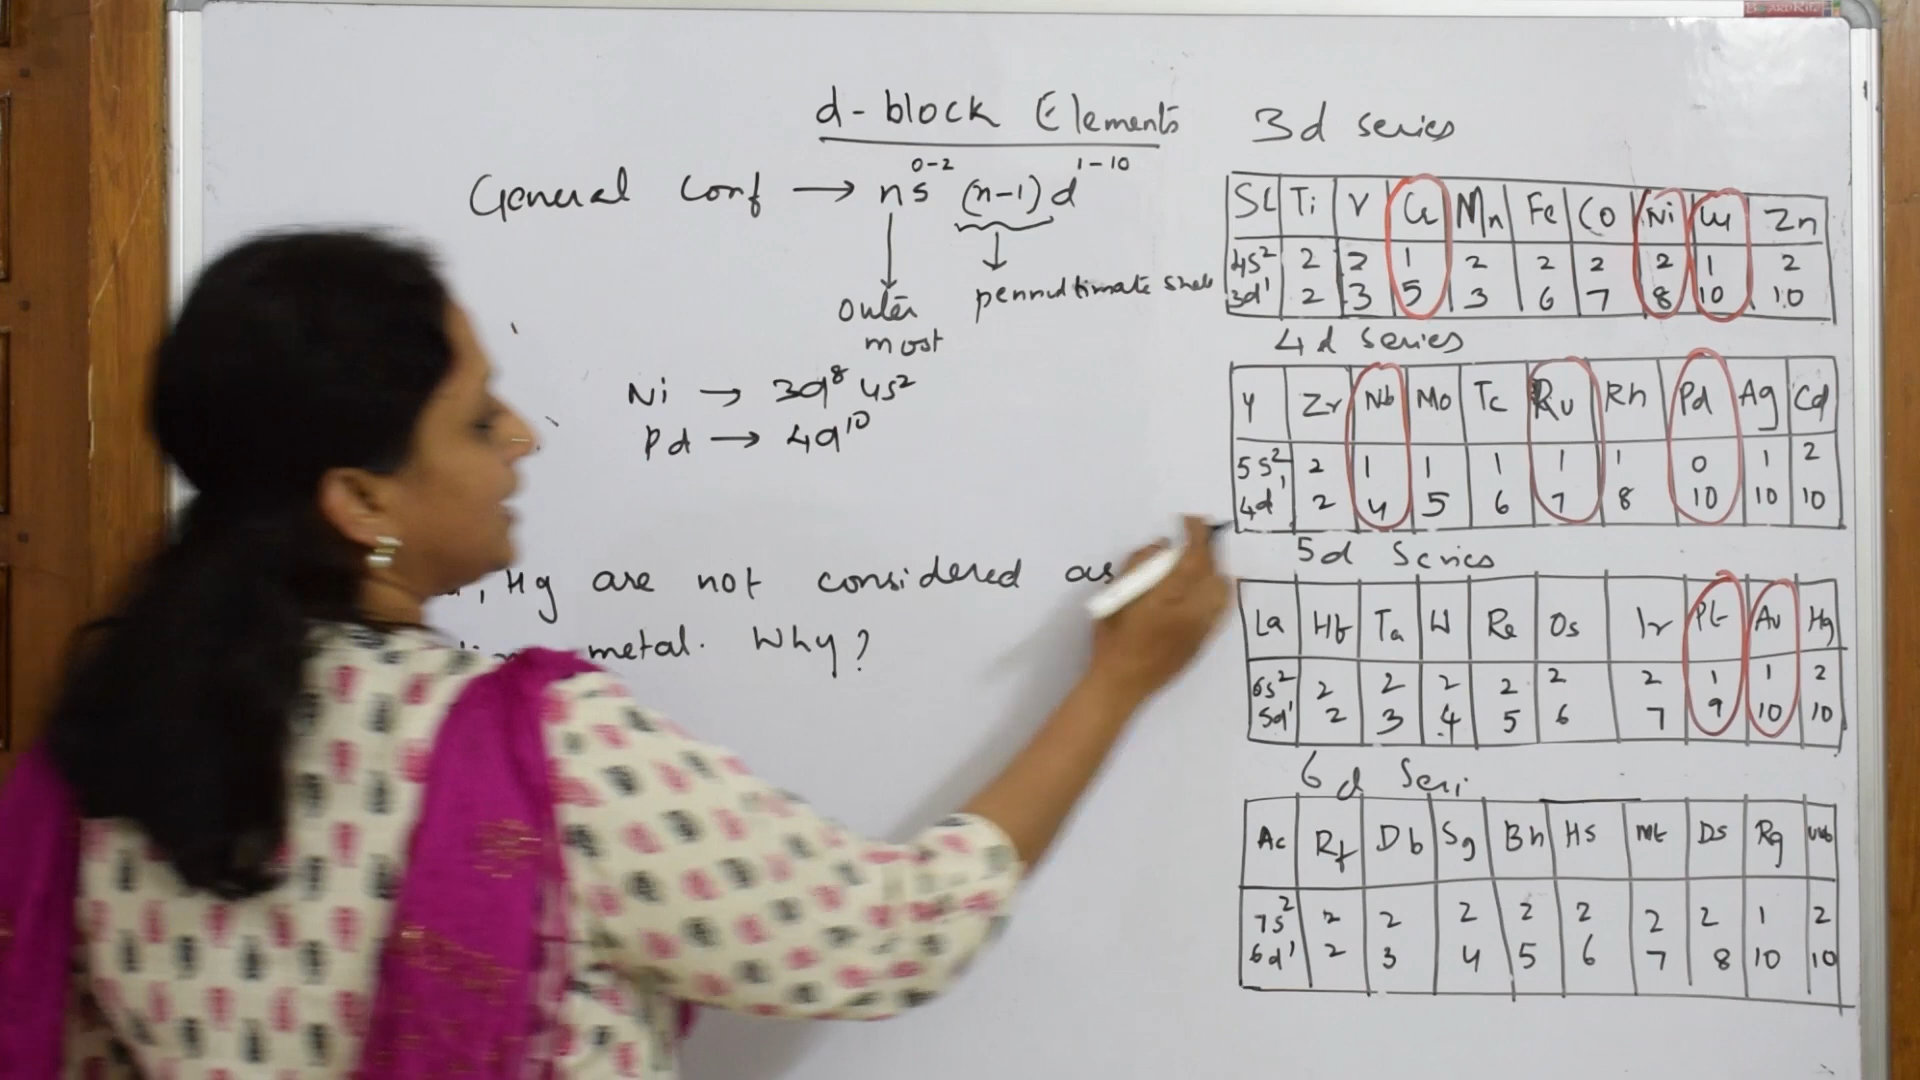 d-block Elements
General conf → ns⁰⁻² (n-1)d¹⁻¹⁰
outer most
pennultimate shell
Ni → 3d⁸ 4s²
Pd → 4d¹⁰
, Hg are not considered as
metal. Why?
3d series
Sc Ti V Cr Mn Fe Co Ni Cu Zn
4s² 2 2 1 2 2 2 2 1 2
3d¹ 2 3 5 3 6 7 8 10 10
4d series
Y Zr Nb Mo Tc Ru Rh Pd Ag Cd
5s² 2 1 1 1 1 1 0 1 2
4d¹ 2 4 5 6 7 8 10 10 10
5d Series
La Hf Ta W Re Os Ir Pt Au Hg
6s² 2 2 2 2 2 2 1 1 2
5d¹ 2 3 4 5 6 7 9 10 10
6d Seri
Ac Rf Db Sg Bh Hs Mt Ds Rg Uub
7s² 2 2 2 2 2 2 2 1 2
6d¹ 2 3 4 5 6 7 8 10 10